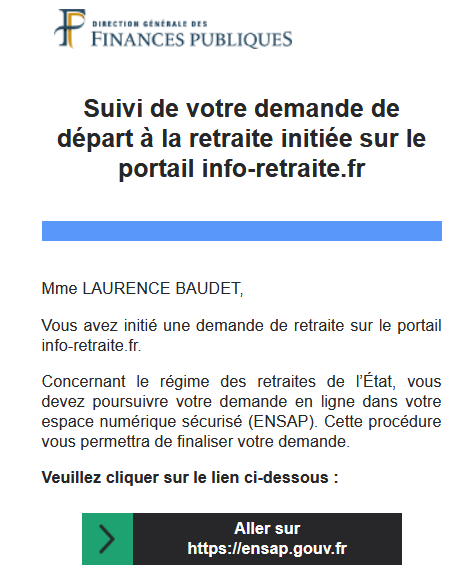 DIRECTION GÉNÉRALE DES
FINANCES PUBLIQUES
Suivi de votre demande de
départ à la retraite initiée sur le
portail info-retraite.fr
Mme LAURENCE BAUDET,
Vous avez initié une demande de retraite sur le portail
info-retraite.fr.
Concernant le régime des retraites de l’État, vous
devez poursuivre votre demande en ligne dans votre
espace numérique sécurisé (ENSAP). Cette procédure
vous permettra de finaliser votre demande.
Veuillez cliquer sur le lien ci-dessous :
Aller sur
https://ensap.gouv.fr